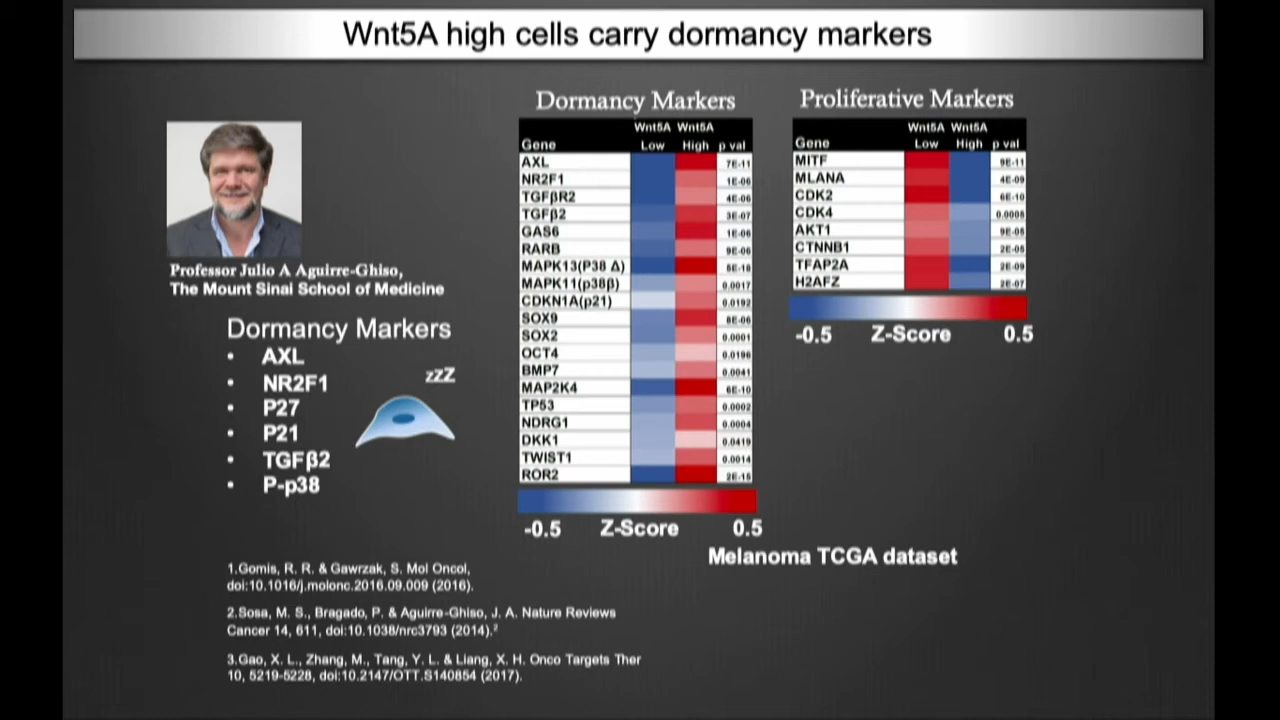 Wnt5A high cells carry dormancy markers
Professor Julio A Aguirre-Ghiso,
The Mount Sinai School of Medicine
Dormancy Markers
• AXL
• NR2F1
• P27
• P21
• TGFβ2
• P-p38
zzZ
1.Gomis, R. R. & Gawrzak, S. Mol Oncol,
doi:10.1016/j.molonc.2016.09.009 (2016).
2.Sosa, M. S., Bragado, P. & Aguirre-Ghiso, J. A. Nature Reviews
Cancer 14, 611, doi:10.1038/nrc3793 (2014).²
3.Gao, X. L., Zhang, M., Tang, Y. L. & Liang, X. H. Onco Targets Ther
10, 5219-5228, doi:10.2147/OTT.S140854 (2017).
Dormancy Markers
Wnt5A Wnt5A
Gene Low High p val
AXL 7E-11
NR2F1 1E-06
TGFβR2 4E-06
TGFβ2 3E-07
GAS6 1E-06
RARB 9E-06
MAPK13(P38 Δ)
MAPK11(p38β) 0.0017
CDKN1A(p21) 0.0192
SOX9 8E-06
SOX2 0.0001
OCT4 0.0196
BMP7 0.0041
MAP2K4 6E-10
TP53 0.0002
NDRG1 0.0004
DKK1 0.0419
TWIST1 0.0014
ROR2
-0.5 Z-Score 0.5
Proliferative Markers
Wnt5A Wnt5A
Gene Low High p val
MITF 9E-11
MLANA 4E-09
CDK2 6E-10
CDK4
AKT1 9E-05
CTNNB1 2E-05
TFAP2A 2E-09
H2AFZ 2E-07
-0.5 Z-Score 0.5
Melanoma TCGA dataset